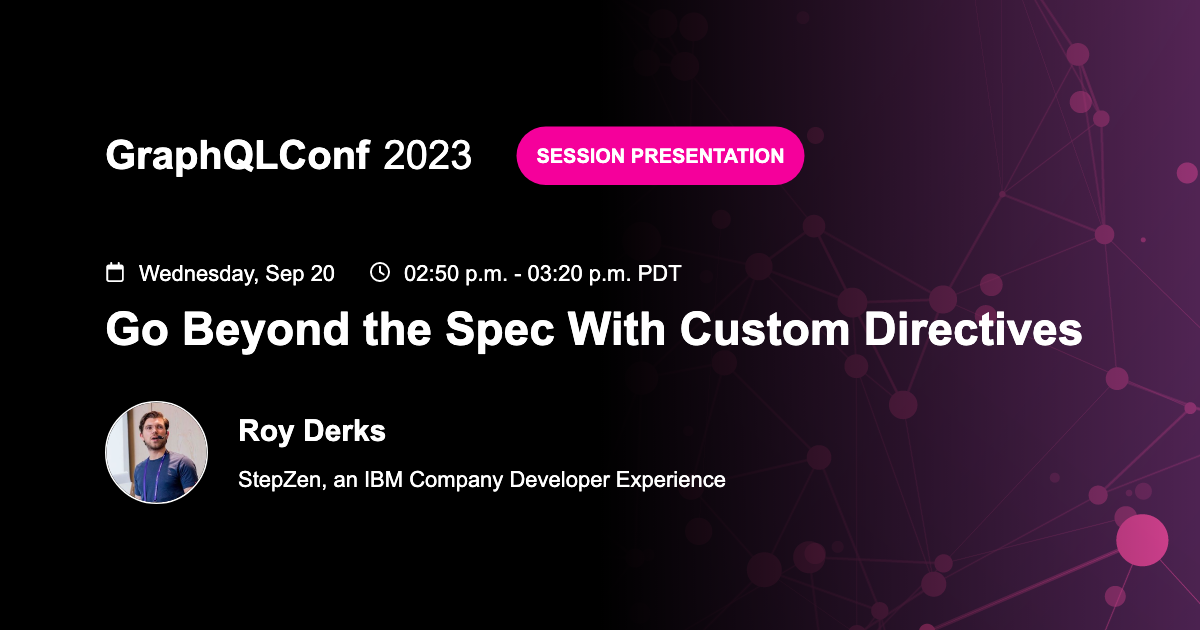 GraphQLConf 2023
SESSION PRESENTATION
Wednesday, Sep 20
02:50 p.m. - 03:20 p.m. PDT
Go Beyond the Spec With Custom Directives
Roy Derks
StepZen, an IBM Company Developer Experience